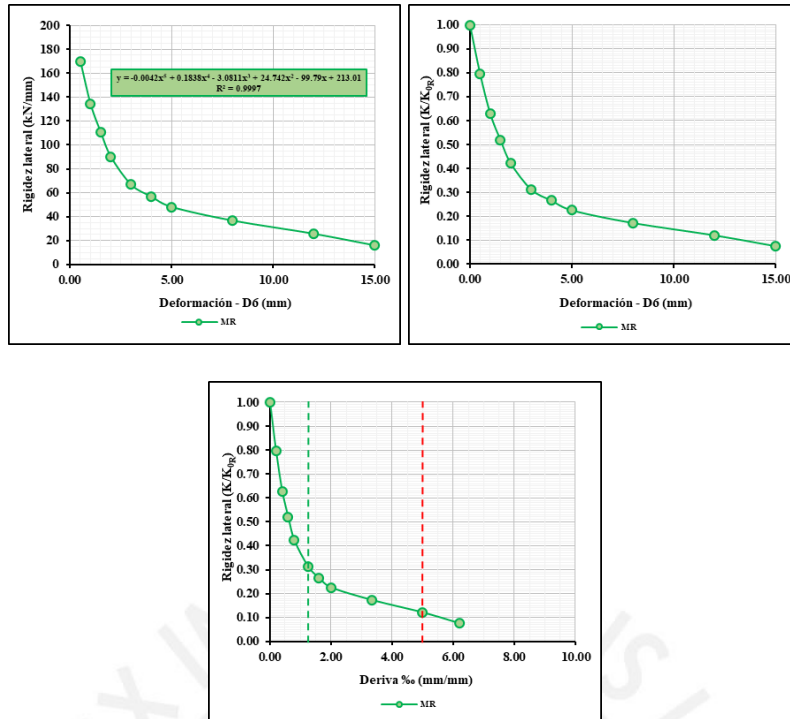 200
180
160
140
120
100
80
60
40
20
0
Rigidez lateral (kN/mm)
y = -0.0042x⁵ + 0.1838x⁴ - 3.0811x³ + 24.742x² - 99.79x + 213.01
R² = 0.9997
0.00 5.00 10.00 15.00
Deformación - D6 (mm)
MR
1.00
0.90
0.80
0.70
0.60
0.50
0.40
0.30
0.20
0.10
0.00
Rigidez lateral (K/K₀R)
0.00 5.00 10.00 15.00
Deformación - D6 (mm)
MR
1.00
0.90
0.80
0.70
0.60
0.50
0.40
0.30
0.20
0.10
0.00
Rigidez lateral (K/K₀R)
0.00 2.00 4.00 6.00 8.00 10.00
Deriva ‰ (mm/mm)
MR